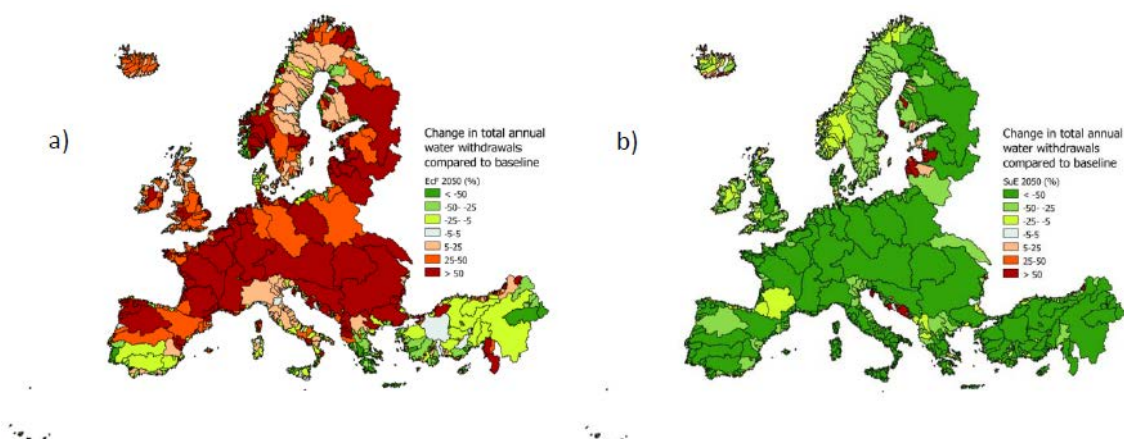 a)
Change in total annual
water withdrawals
compared to baseline
EcF 2050 (%)
< -50
-50- -25
-25- -5
-5-5
5-25
25-50
> 50
b)
Change in total annual
water withdrawals
compared to baseline
SuE 2050 (%)
< -50
-50- -25
-25- -5
-5-5
5-25
25-50
> 50